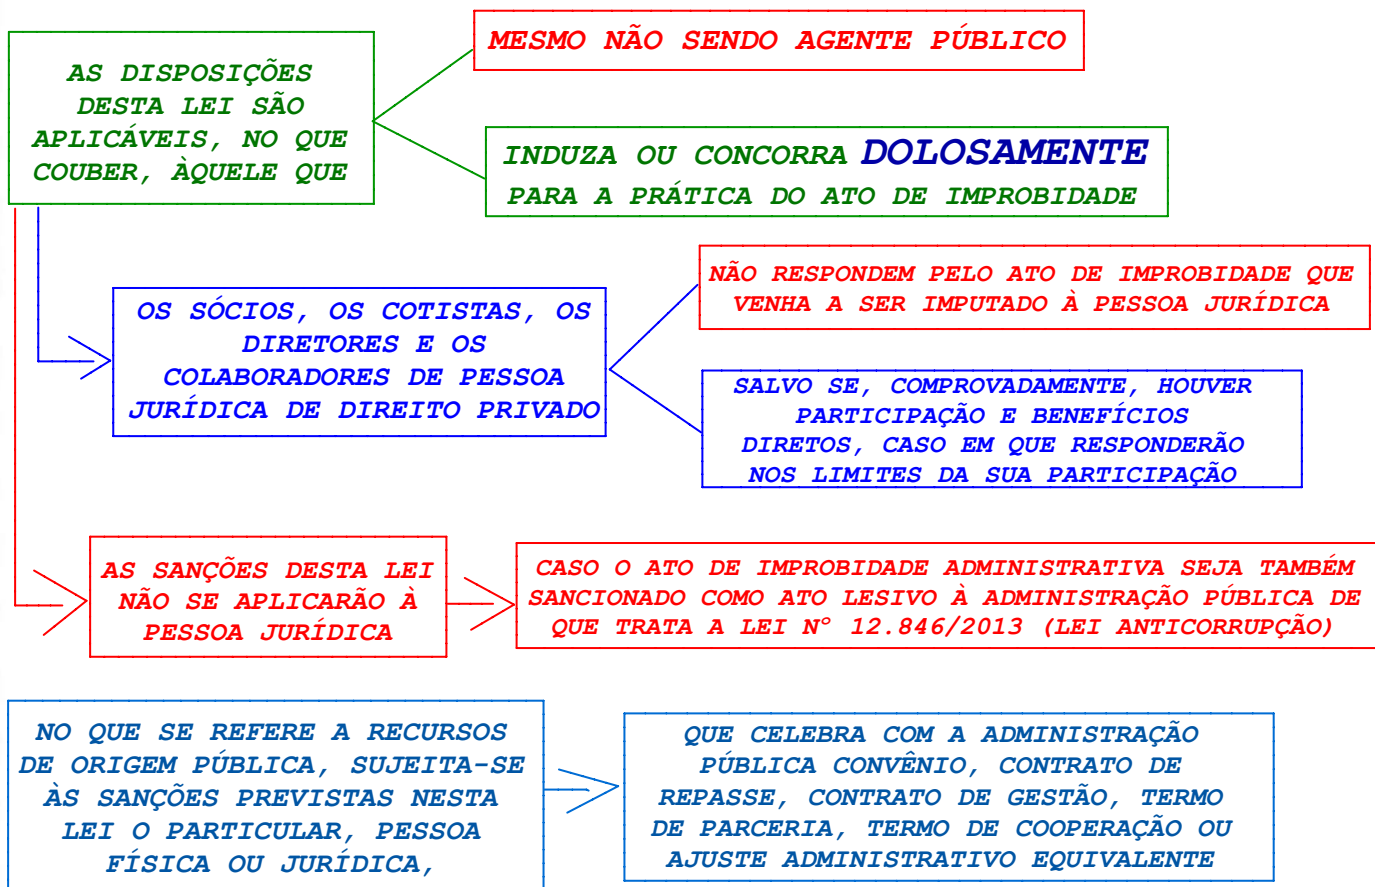 AS DISPOSIÇÕES
DESTA LEI SÃO
APLICÁVEIS, NO QUE
COUBER, ÀQUELE QUE
MESMO NÃO SENDO AGENTE PÚBLICO
INDUZA OU CONCORRA DOLOSAMENTE
PARA A PRÁTICA DO ATO DE IMPROBIDADE
OS SÓCIOS, OS COTISTAS, OS
DIRETORES E OS
COLABORADORES DE PESSOA
JURÍDICA DE DIREITO PRIVADO
NÃO RESPONDEM PELO ATO DE IMPROBIDADE QUE
VENHA A SER IMPUTADO À PESSOA JURÍDICA
SALVO SE, COMPROVADAMENTE, HOUVER
PARTICIPAÇÃO E BENEFÍCIOS
DIRETOS, CASO EM QUE RESPONDERÃO
NOS LIMITES DA SUA PARTICIPAÇÃO
AS SANÇÕES DESTA LEI
NÃO SE APLICARÃO À
PESSOA JURÍDICA
CASO O ATO DE IMPROBIDADE ADMINISTRATIVA SEJA TAMBÉM
SANCIONADO COMO ATO LESIVO À ADMINISTRAÇÃO PÚBLICA DE
QUE TRATA A LEI Nº 12.846/2013 (LEI ANTICORRUPÇÃO)
NO QUE SE REFERE A RECURSOS
DE ORIGEM PÚBLICA, SUJEITA-SE
ÀS SANÇÕES PREVISTAS NESTA
LEI O PARTICULAR, PESSOA
FÍSICA OU JURÍDICA,
QUE CELEBRA COM A ADMINISTRAÇÃO
PÚBLICA CONVÊNIO, CONTRATO DE
REPASSE, CONTRATO DE GESTÃO, TERMO
DE PARCERIA, TERMO DE COOPERAÇÃO OU
AJUSTE ADMINISTRATIVO EQUIVALENTE